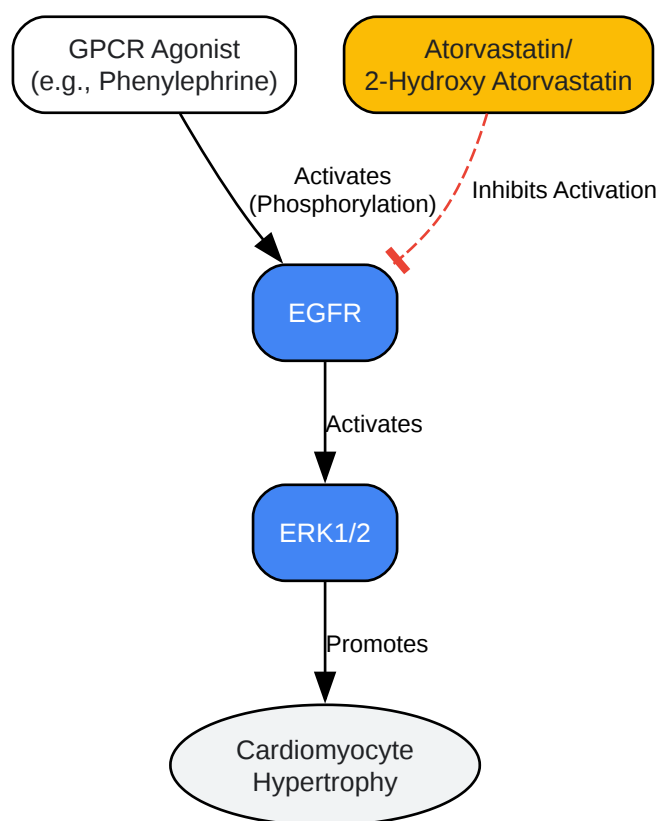 GPCR Agonist
(e.g., Phenylephrine)
Atorvastatin/
2-Hydroxy Atorvastatin
Activates
(Phosphorylation)
Inhibits Activation
EGFR
Activates
ERK1/2
Promotes
Cardiomyocyte
Hypertrophy